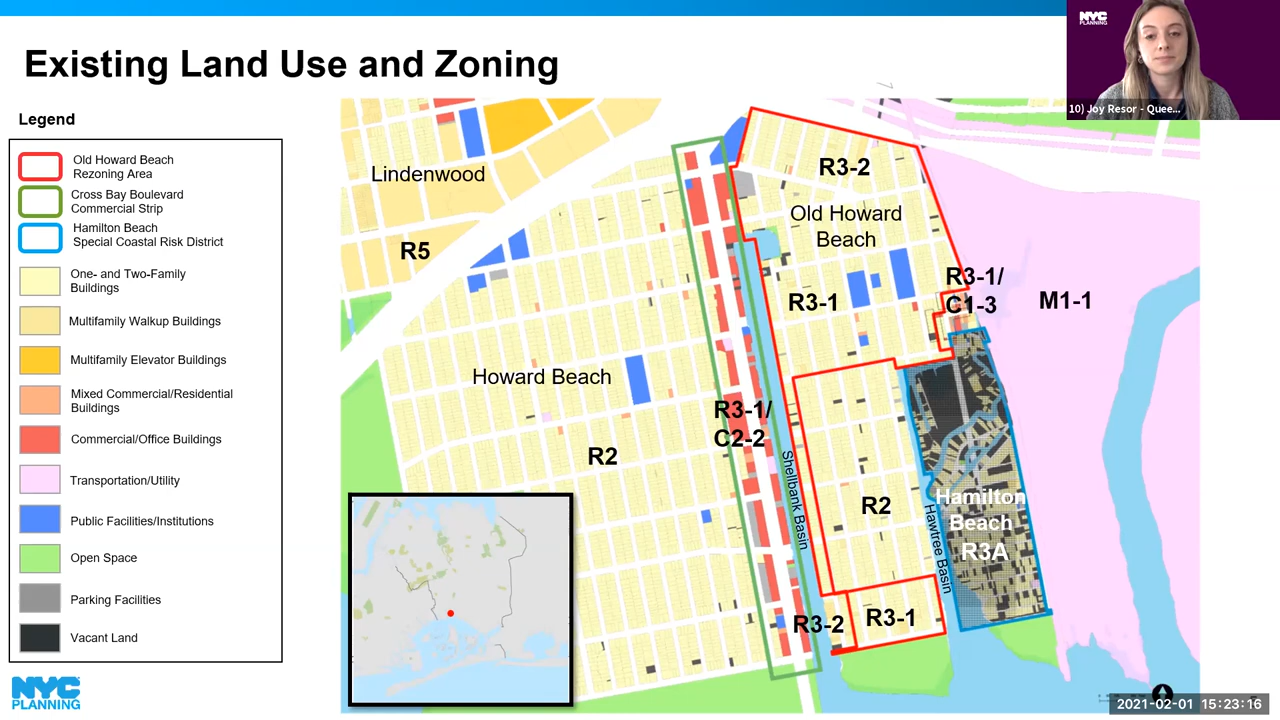 NYC
PLANNING
10) Joy Resor - Quee...
Existing Land Use and Zoning
Legend
Old Howard Beach
Rezoning Area
Cross Bay Boulevard
Commercial Strip
Hamilton Beach
Special Coastal Risk District
One- and Two-Family
Buildings
Multifamily Walkup Buildings
Multifamily Elevator Buildings
Mixed Commercial/Residential
Buildings
Commercial/Office Buildings
Transportation/Utility
Public Facilities/Institutions
Open Space
Parking Facilities
Vacant Land
NYC
PLANNING
Lindenwood
R5
R3-2
Old Howard
Beach
R3-1
R3-1/
C1-3
M1-1
Howard Beach
R3-1/
C2-2
R2
Shellbank Basin
R2
Hawtree Basin
Hamilton
Beach
R3A
R3-2
R3-1
2021-02-01 15:23:16